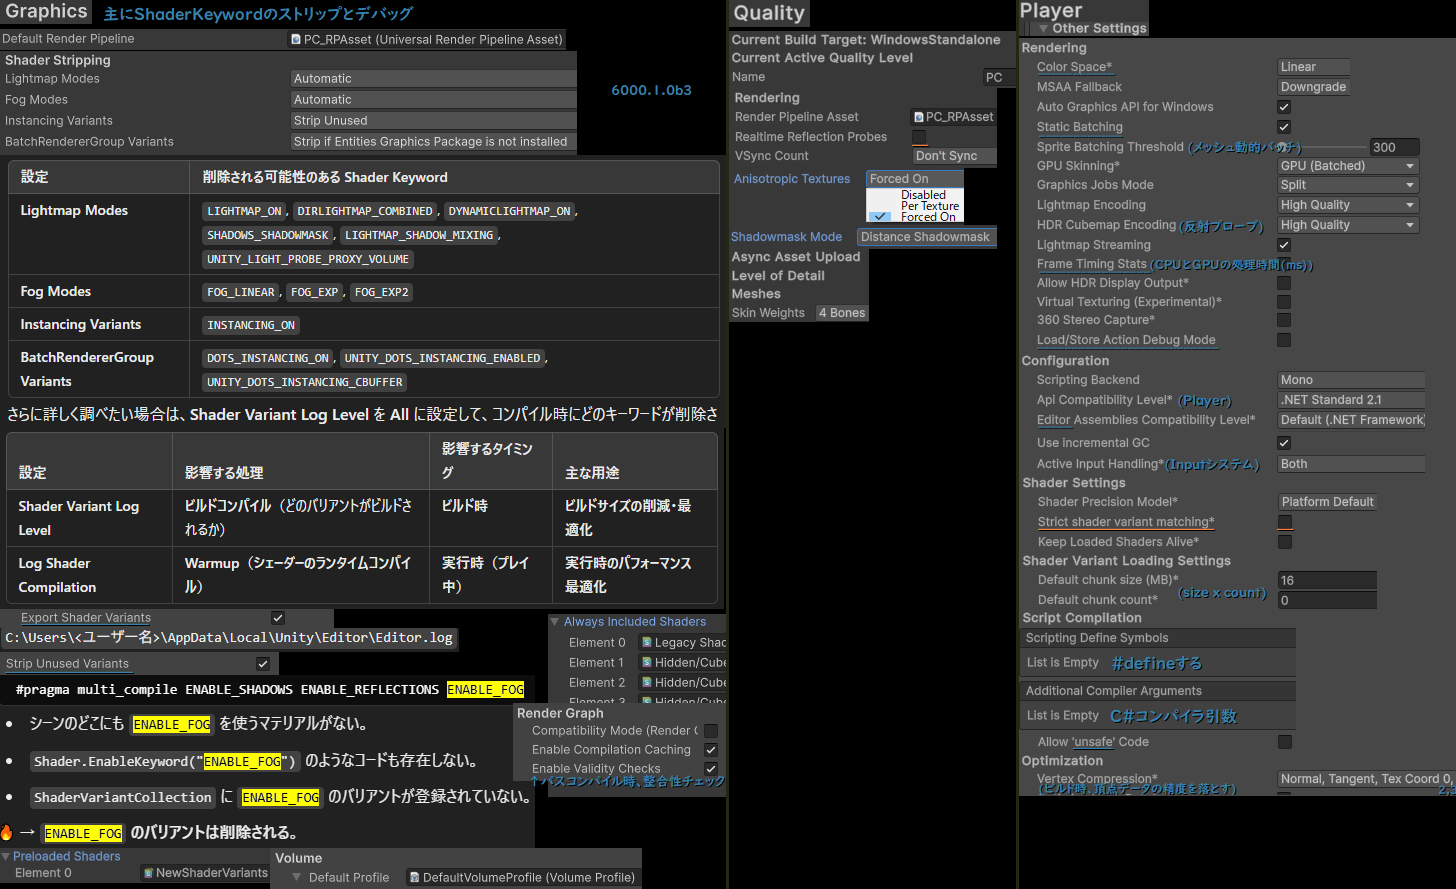 Graphics 主にShaderKeywordのストリップとデバッグ
Default Render Pipeline PC_RPAsset (Universal Render Pipeline Asset)
Shader Stripping
Lightmap Modes Automatic
Fog Modes Automatic
Instancing Variants Strip Unused
BatchRendererGroup Variants Strip if Entities Graphics Package is not installed
6000.1.0b3
設定 削除される可能性のある Shader Keyword
Lightmap Modes LIGHTMAP_ON, DIRLIGHTMAP_COMBINED, DYNAMICLIGHTMAP_ON,
SHADOWS_SHADOWMASK, LIGHTMAP_SHADOW_MIXING,
UNITY_LIGHT_PROBE_PROXY_VOLUME
Fog Modes FOG_LINEAR, FOG_EXP, FOG_EXP2
Instancing Variants INSTANCING_ON
BatchRendererGroup Variants DOTS_INSTANCING_ON, UNITY_DOTS_INSTANCING_ENABLED,
UNITY_DOTS_INSTANCING_CBUFFER
さらに詳しく調べたい場合は、Shader Variant Log Level を All に設定して、コンパイル時にどのキーワードが削除さ
設定 影響する処理 影響するタイミング 主な用途
Shader Variant Log Level ビルドコンパイル（どのバリアントがビルドされるか） ビルド時 ビルドサイズの削減・最適化
Log Shader Compilation Warmup（シェーダーのランタイムコンパイル） 実行時（プレイ中） 実行時のパフォーマンス最適化
Export Shader Variants
C:\Users\<ユーザー名>\AppData\Local\Unity\Editor\Editor.log
Strip Unused Variants
#pragma multi_compile ENABLE_SHADOWS ENABLE_REFLECTIONS ENABLE_FOG
• シーンのどこにも ENABLE_FOG を使うマテリアルがない。
• Shader.EnableKeyword("ENABLE_FOG") のようなコードも存在しない。
• ShaderVariantCollection に ENABLE_FOG のバリアントが登録されていない。
🔥 → ENABLE_FOG のバリアントは削除される。
Preloaded Shaders
Element 0 NewShaderVariants
Always Included Shaders
Element 0 Legacy Shad
Element 1 Hidden/Cube
Element 2 Hidden/Cube
Element 3 Hidden/Cube
Render Graph
Compatibility Mode (Render G
Enable Compilation Caching
Enable Validity Checks
↑パスコンパイル時、整合性チェック
Volume
Default Profile DefaultVolumeProfile (Volume Profile)
Quality
Current Build Target: WindowsStandalone
Current Active Quality Level
Name PC
Rendering
Render Pipeline Asset PC_RPAsset
Realtime Reflection Probes
VSync Count Don't Sync
Anisotropic Textures Forced On
Disabled
Per Texture
Forced On
Shadowmask Mode Distance Shadowmask
Async Asset Upload
Level of Detail
Meshes
Skin Weights 4 Bones
Player
Other Settings
Rendering
Color Space* Linear
MSAA Fallback Downgrade
Auto Graphics API for Windows
Static Batching
Sprite Batching Threshold (メッシュ動的バッチ) 300
GPU Skinning* GPU (Batched)
Graphics Jobs Mode Split
Lightmap Encoding High Quality
HDR Cubemap Encoding (反射プローブ) High Quality
Lightmap Streaming
Frame Timing Stats (CPUとGPUの処理時間(ms))
Allow HDR Display Output*
Virtual Texturing (Experimental)*
360 Stereo Capture*
Load/Store Action Debug Mode
Configuration
Scripting Backend Mono
Api Compatibility Level* (Player) .NET Standard 2.1
Editor Assemblies Compatibility Level* Default (.NET Framework)
Use incremental GC
Active Input Handling* (Inputシステム) Both
Shader Settings
Shader Precision Model* Platform Default
Strict shader variant matching*
Keep Loaded Shaders Alive*
Shader Variant Loading Settings
Default chunk size (MB)* 16
(size x count)
Default chunk count* 0
Script Compilation
Scripting Define Symbols
List is Empty #defineする
Additional Compiler Arguments
List is Empty C#コンパイラ引数
Allow 'unsafe' Code
Optimization
Vertex Compression* Normal, Tangent, Tex Coord 0,
(ビルド時、頂点データの精度を落とす) 2,3